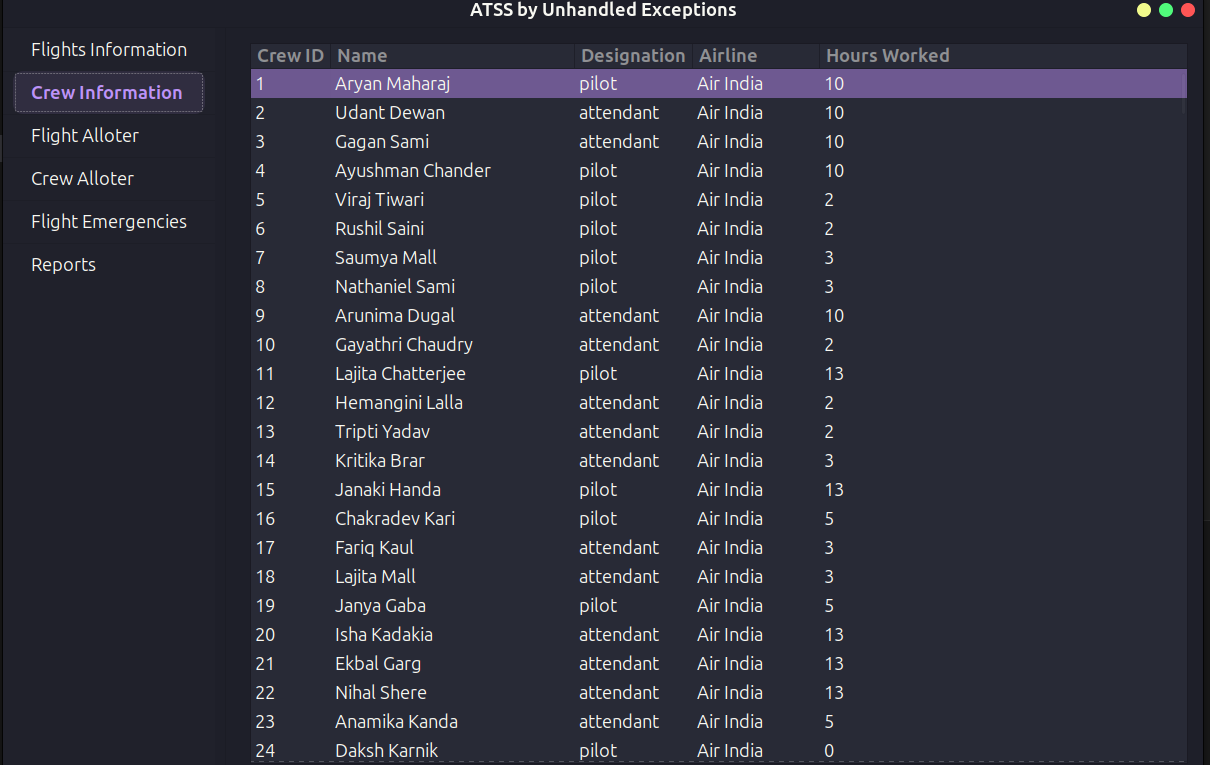 ATSS by Unhandled Exceptions
Flights Information
Crew Information
Flight Alloter
Crew Alloter
Flight Emergencies
Reports
Crew ID Name Designation Airline Hours Worked
1 Aryan Maharaj pilot Air India 10
2 Udant Dewan attendant Air India 10
3 Gagan Sami attendant Air India 10
4 Ayushman Chander pilot Air India 10
5 Viraj Tiwari pilot Air India 2
6 Rushil Saini pilot Air India 2
7 Saumya Mall pilot Air India 3
8 Nathaniel Sami pilot Air India 3
9 Arunima Dugal attendant Air India 10
10 Gayathri Chaudry attendant Air India 2
11 Lajita Chatterjee pilot Air India 13
12 Hemangini Lalla attendant Air India 2
13 Tripti Yadav attendant Air India 2
14 Kritika Brar attendant Air India 3
15 Janaki Handa pilot Air India 13
16 Chakradev Kari pilot Air India 5
17 Fariq Kaul attendant Air India 3
18 Lajita Mall attendant Air India 3
19 Janya Gaba pilot Air India 5
20 Isha Kadakia attendant Air India 13
21 Ekbal Garg attendant Air India 13
22 Nihal Shere attendant Air India 13
23 Anamika Kanda attendant Air India 5
24 Daksh Karnik pilot Air India 0